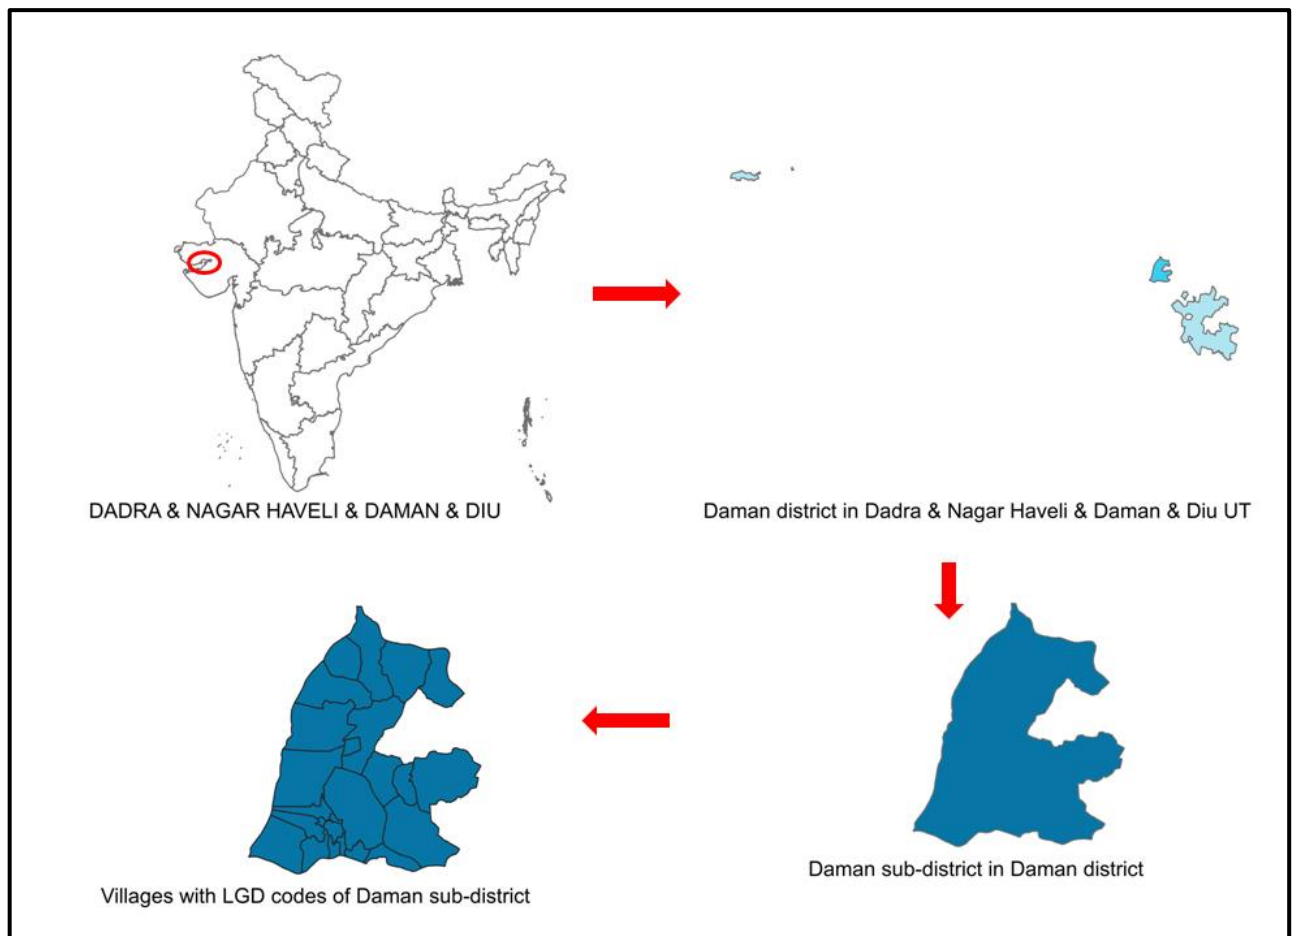 DADRA & NAGAR HAVELI & DAMAN & DIU
Daman district in Dadra & Nagar Haveli & Daman & Diu UT
Daman sub-district in Daman district
Villages with LGD codes of Daman sub-district